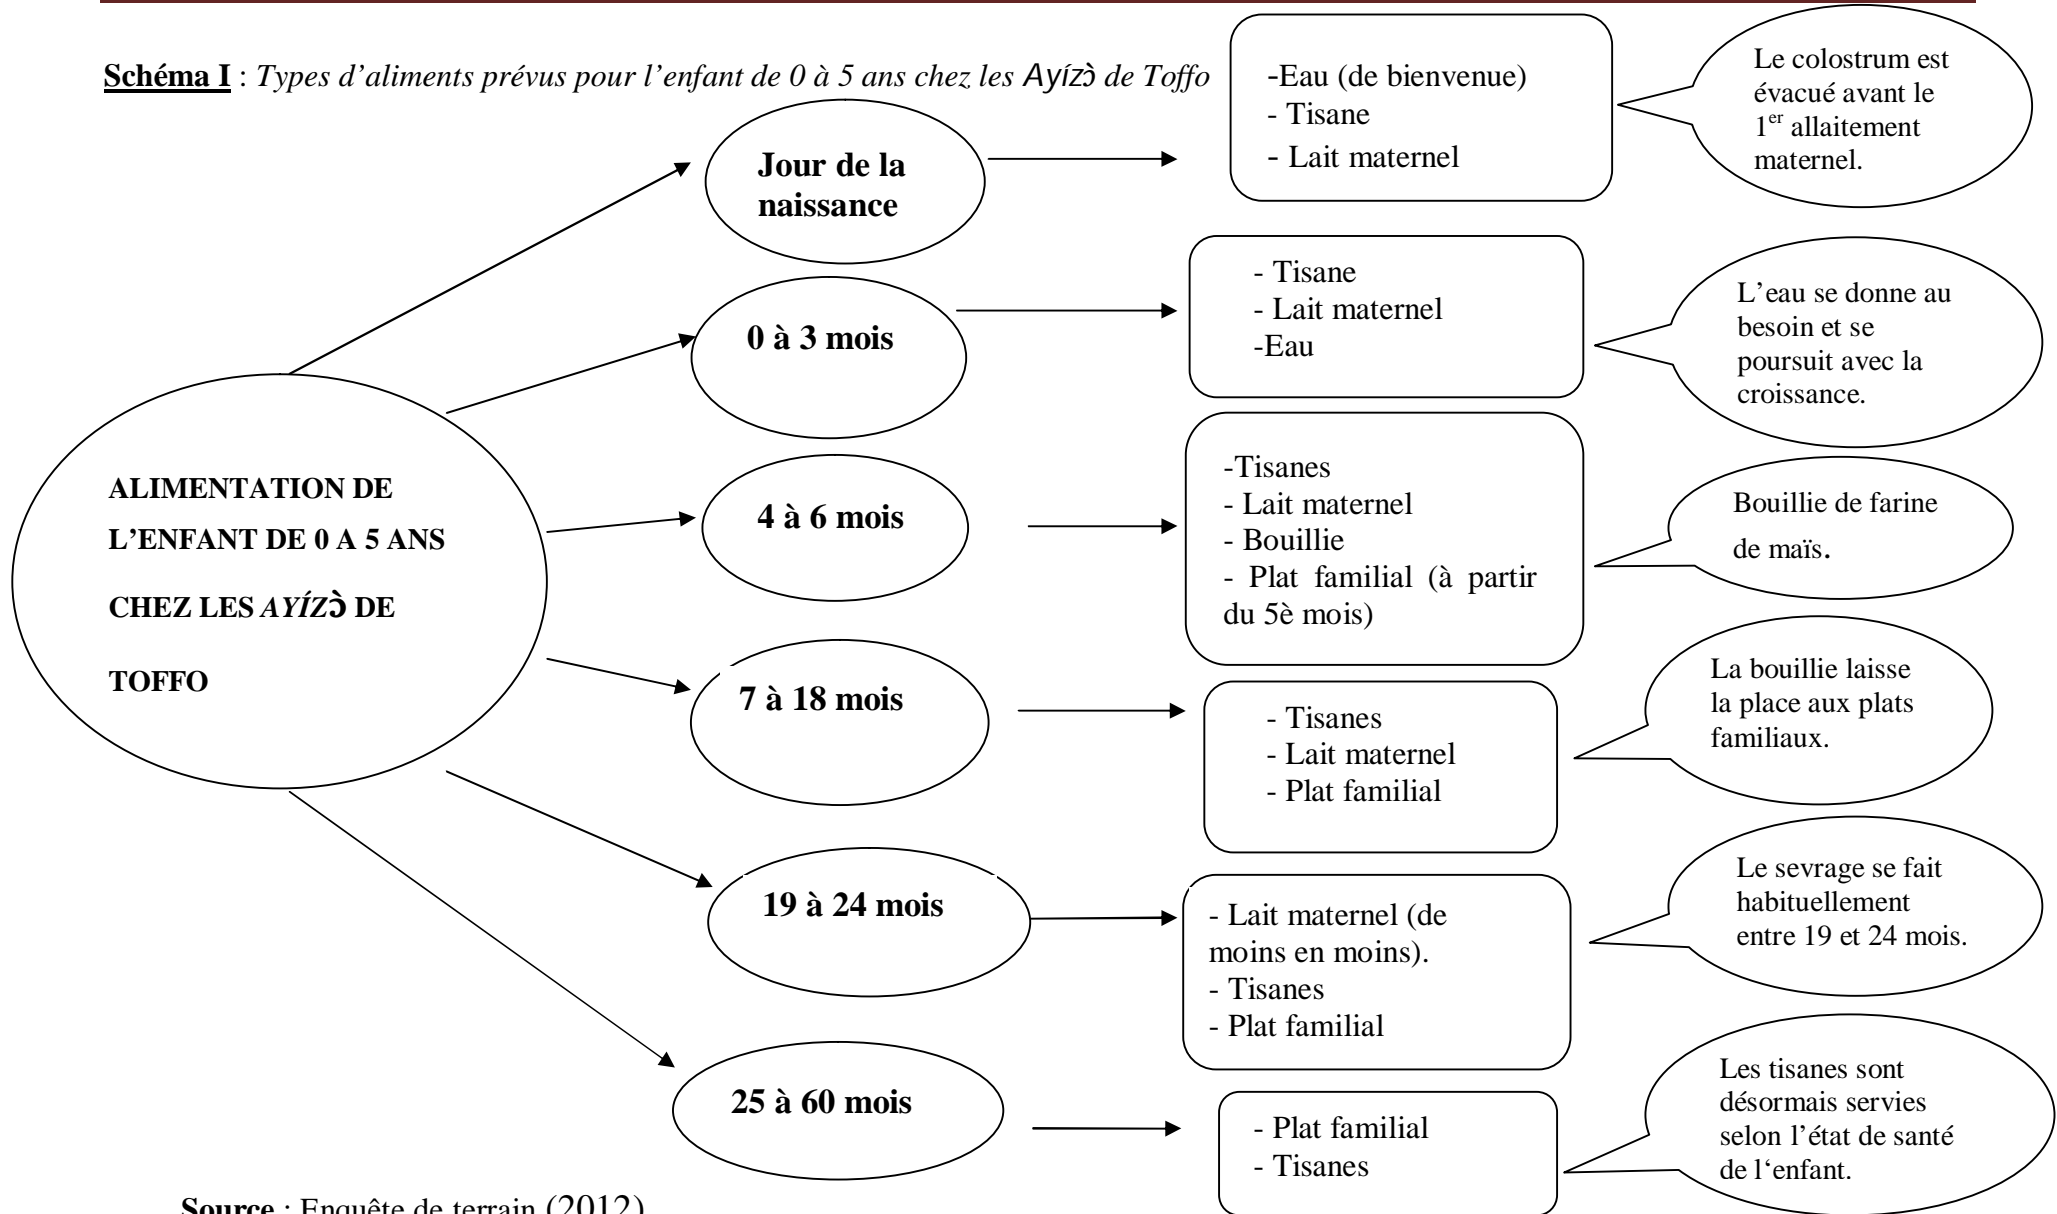 Schéma I : Types d'aliments prévus pour l'enfant de 0 à 5 ans chez les Ayízɔ̀ de Toffo
ALIMENTATION DE
L'ENFANT DE 0 A 5 ANS
CHEZ LES AYÍZƆ̀ DE
TOFFO
Jour de la
naissance
-Eau (de bienvenue)
- Tisane
- Lait maternel
Le colostrum est
évacué avant le
1er allaitement
maternel.
0 à 3 mois
- Tisane
- Lait maternel
-Eau
L'eau se donne au
besoin et se
poursuit avec la
croissance.
4 à 6 mois
-Tisanes
- Lait maternel
- Bouillie
- Plat familial (à partir
du 5è mois)
Bouillie de farine
de maïs.
7 à 18 mois
- Tisanes
- Lait maternel
- Plat familial
La bouillie laisse
la place aux plats
familiaux.
19 à 24 mois
- Lait maternel (de
moins en moins).
- Tisanes
- Plat familial
Le sevrage se fait
habituellement
entre 19 et 24 mois.
25 à 60 mois
- Plat familial
- Tisanes
Les tisanes sont
désormais servies
selon l'état de santé
de l'enfant.
Source : Enquête de terrain (2012)